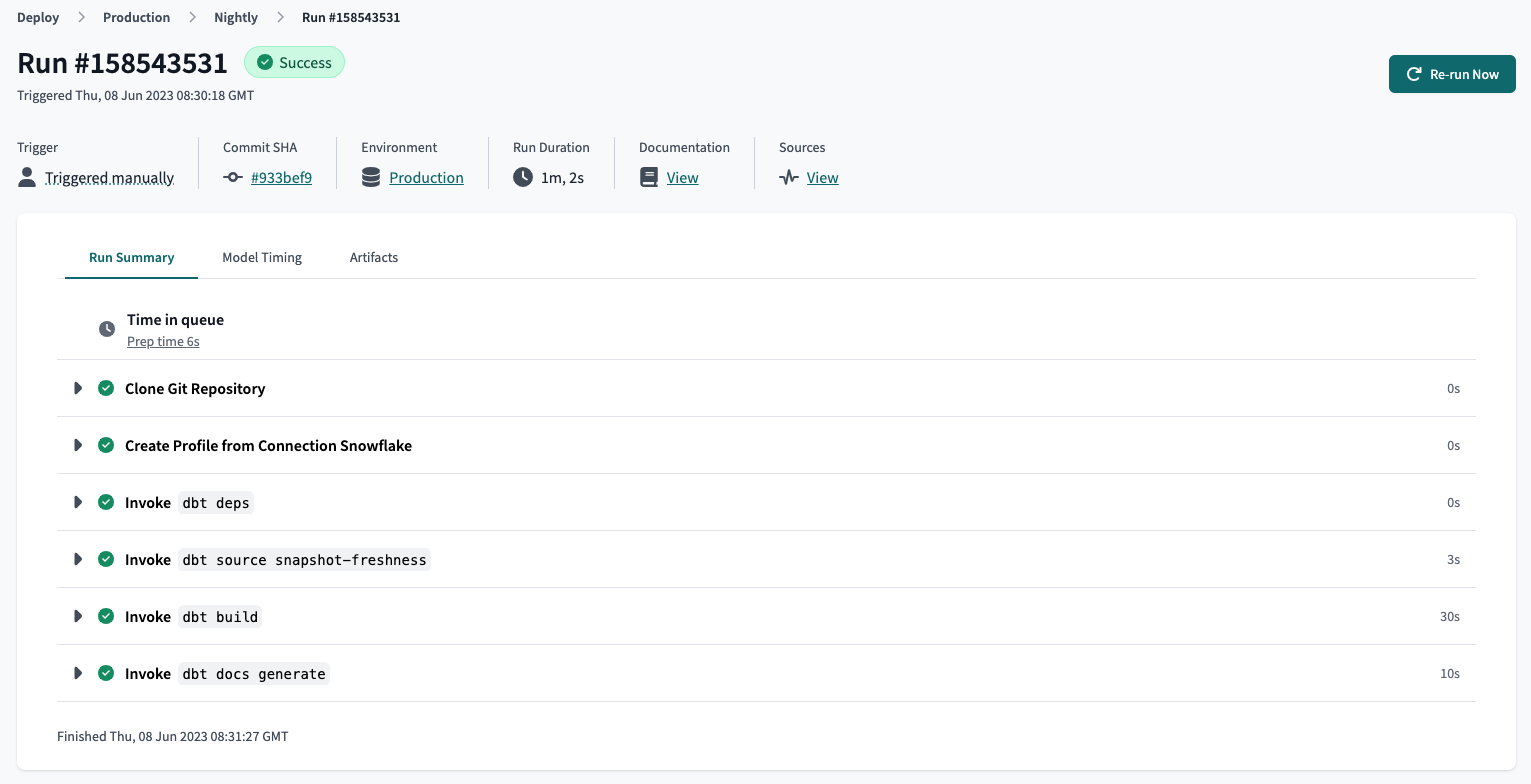 Deploy > Production > Nightly > Run #158543531
Run #158543531 Success
Triggered Thu, 08 Jun 2023 08:30:18 GMT
Re-run Now
Trigger
Triggered manually
Commit SHA
#933bef9
Environment
Production
Run Duration
1m, 2s
Documentation
View
Sources
View
Run Summary Model Timing Artifacts
Time in queue
Prep time 6s
Clone Git Repository 0s
Create Profile from Connection Snowflake 0s
Invoke dbt deps 0s
Invoke dbt source snapshot-freshness 3s
Invoke dbt build 30s
Invoke dbt docs generate 10s
Finished Thu, 08 Jun 2023 08:31:27 GMT